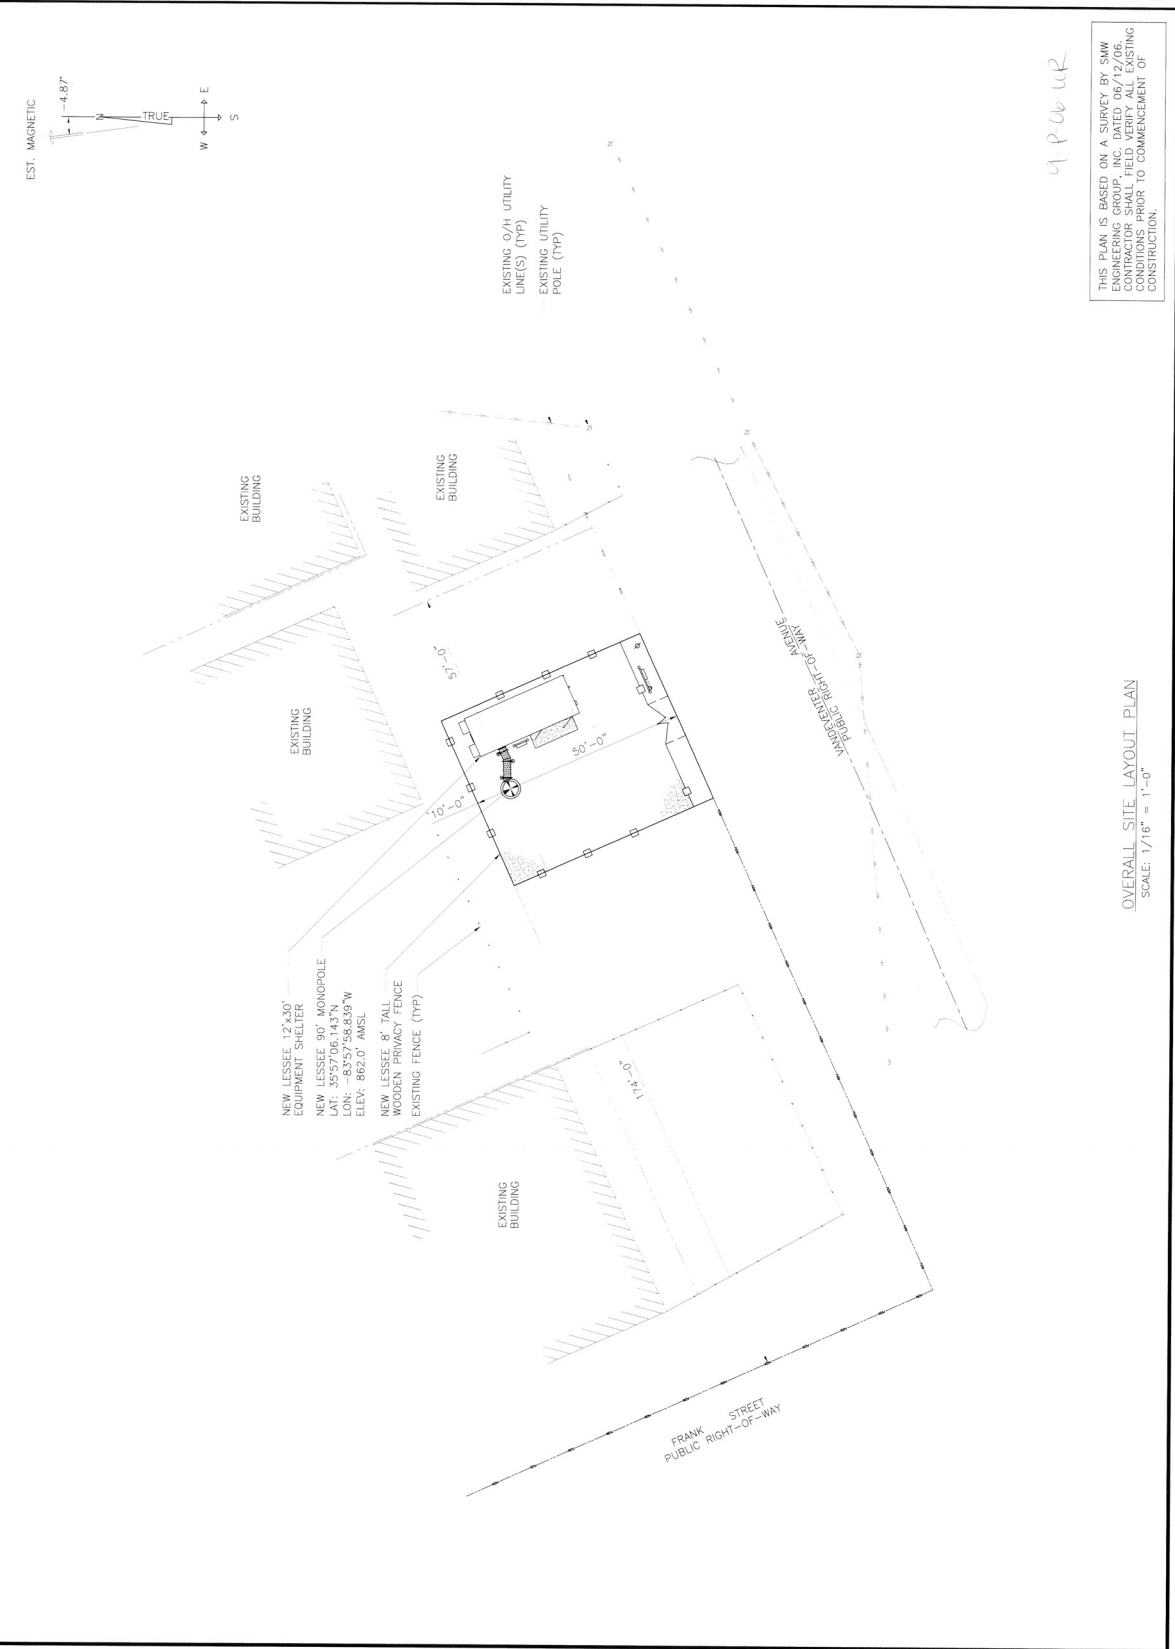 EST. MAGNETIC
-4.87°
N
TRUE
W
E
S
EXISTING O/H UTILITY
LINE(S) (TYP)
EXISTING UTILITY
POLE (TYP)
EXISTING
BUILDING
EXISTING
BUILDING
EXISTING
BUILDING
EXISTING
BUILDING
57'-0"
10'-0"
50'-0"
174'-0"
NEW LESSEE 12'x30'
EQUIPMENT SHELTER
NEW LESSEE 90' MONOPOLE
LAT: 35°57'06.143"N
LON: -83°57'58.839"W
ELEV: 862.0' AMSL
NEW LESSEE 8' TALL
WOODEN PRIVACY FENCE
EXISTING FENCE (TYP)
VANDEVENTER AVENUE
PUBLIC RIGHT-OF-WAY
FRANK STREET
PUBLIC RIGHT-OF-WAY
9-P-06-UR
THIS PLAN IS BASED ON A SURVEY BY SMW
ENGINEERING GROUP, INC. DATED 06/12/06.
CONTRACTOR SHALL FIELD VERIFY ALL EXISTING
CONDITIONS PRIOR TO COMMENCEMENT OF
CONSTRUCTION.
OVERALL SITE LAYOUT PLAN
SCALE: 1/16" = 1'-0"